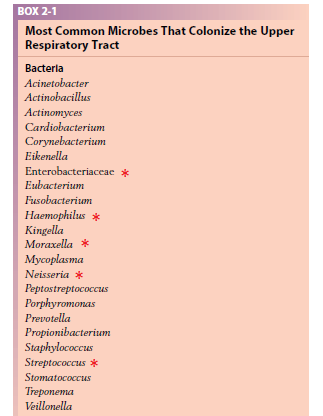 BOX 2-1
Most Common Microbes That Colonize the Upper
Respiratory Tract
Bacteria
Acinetobacter
Actinobacillus
Actinomyces
Cardiobacterium
Corynebacterium
Eikenella
Enterobacteriaceae *
Eubacterium
Fusobacterium
Haemophilus *
Kingella
Moraxella *
Mycoplasma
Neisseria *
Peptostreptococcus
Porphyromonas
Prevotella
Propionibacterium
Staphylococcus
Streptococcus *
Stomatococcus
Treponema
Veillonella